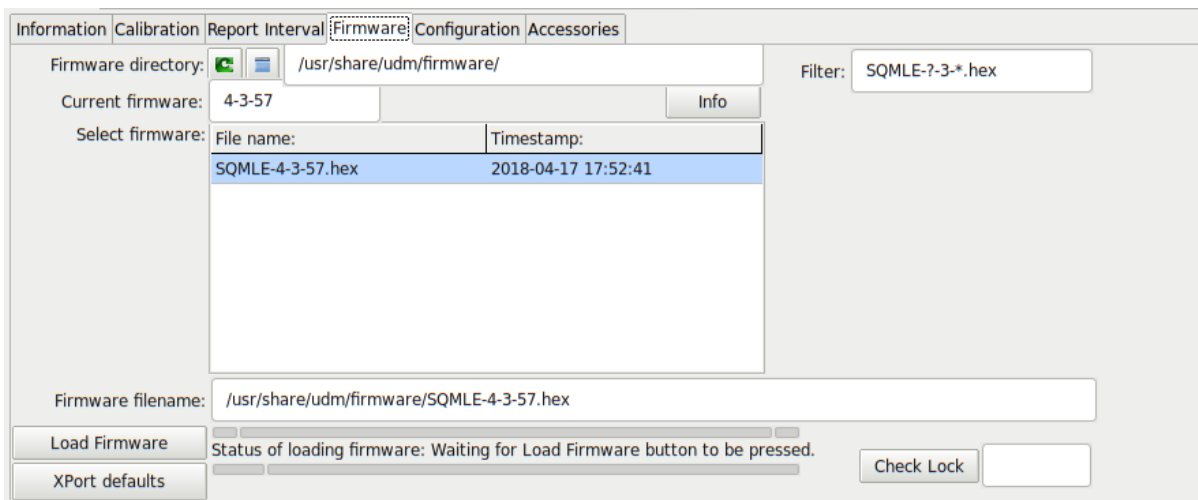 Information Calibration Report Interval Firmware Configuration Accessories
Firmware directory: /usr/share/udm/firmware/ Filter: SQMLE-?-3-*.hex
Current firmware: 4-3-57 Info
Select firmware: File name: Timestamp:
SQMLE-4-3-57.hex 2018-04-17 17:52:41
Firmware filename: /usr/share/udm/firmware/SQMLE-4-3-57.hex
Load Firmware Status of loading firmware: Waiting for Load Firmware button to be pressed.
XPort defaults Check Lock